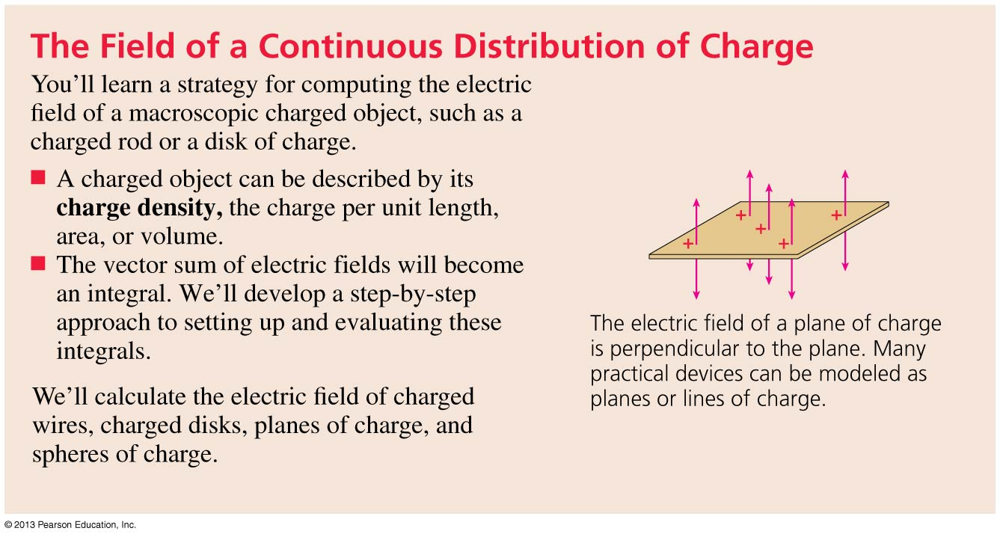 The Field of a Continuous Distribution of Charge
You’ll learn a strategy for computing the electric
field of a macroscopic charged object, such as a
charged rod or a disk of charge.
■ A charged object can be described by its
charge density, the charge per unit length,
area, or volume.
■ The vector sum of electric fields will become
an integral. We’ll develop a step-by-step
approach to setting up and evaluating these
integrals.
We’ll calculate the electric field of charged
wires, charged disks, planes of charge, and
spheres of charge.
+ + + + +
The electric field of a plane of charge
is perpendicular to the plane. Many
practical devices can be modeled as
planes or lines of charge.
© 2013 Pearson Education, Inc.